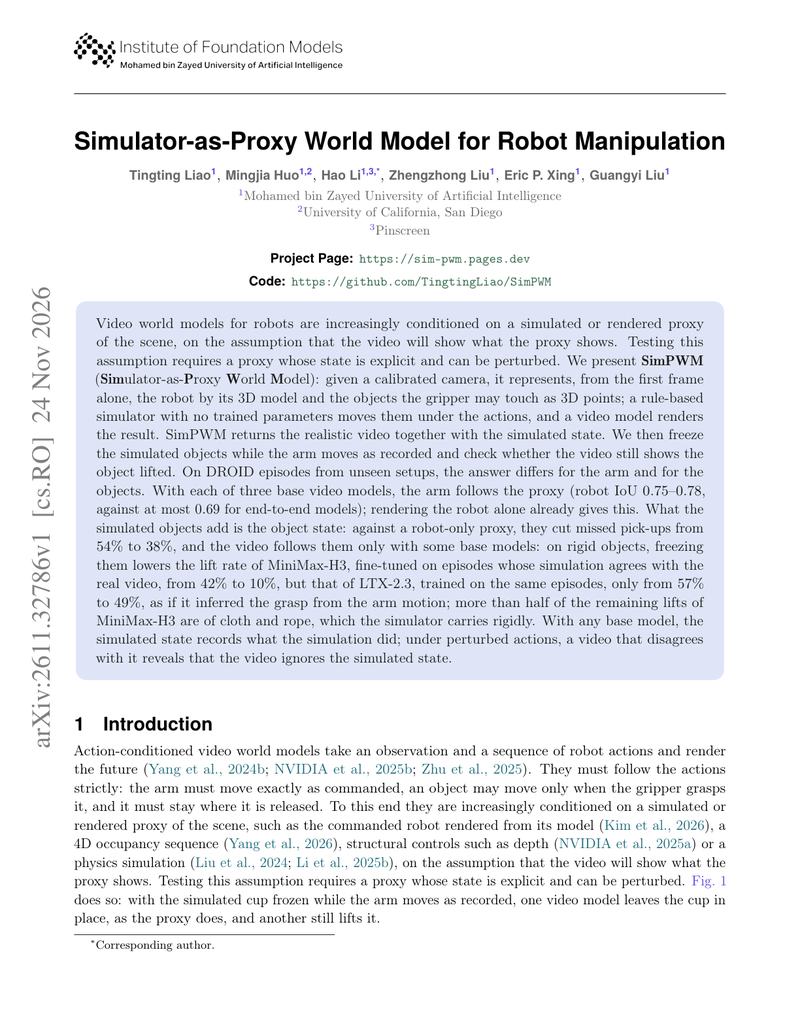 Institute of Foundation Models
Mohamed bin Zayed University of Artificial Intelligence
Simulator-as-Proxy World Model for Robot Manipulation
Tingting Liao1, Mingjia Huo1,2, Hao Li1,3,*, Zhengzhong Liu1, Eric P. Xing1, Guangyi Liu1
1Mohamed bin Zayed University of Artificial Intelligence
2University of California, San Diego
3Pinscreen
Project Page: https://sim-pwm.pages.dev
Code: https://github.com/TingtingLiao/SimPWM
arXiv:2611.32786v1 [cs.RO] 24 Nov 2026
Video world models for robots are increasingly conditioned on a simulated or rendered proxy
of the scene, on the assumption that the video will show what the proxy shows. Testing this
assumption requires a proxy whose state is explicit and can be perturbed. We present SimPWM
(Simulator-as-Proxy World Model): given a calibrated camera, it represents, from the first frame
alone, the robot by its 3D model and the objects the gripper may touch as 3D points; a rule-based
simulator with no trained parameters moves them under the actions, and a video model renders
the result. SimPWM returns the realistic video together with the simulated state. We then freeze
the simulated objects while the arm moves as recorded and check whether the video still shows the
object lifted. On DROID episodes from unseen setups, the answer differs for the arm and for the
objects. With each of three base video models, the arm follows the proxy (robot IoU 0.75–0.78,
against at most 0.69 for end-to-end models); rendering the robot alone already gives this. What the
simulated objects add is the object state: against a robot-only proxy, they cut missed pick-ups from
54% to 38%, and the video follows them only with some base models: on rigid objects, freezing
them lowers the lift rate of MiniMax-H3, fine-tuned on episodes whose simulation agrees with the
real video, from 42% to 10%, but that of LTX-2.3, trained on the same episodes, only from 57%
to 49%, as if it inferred the grasp from the arm motion; more than half of the remaining lifts of
MiniMax-H3 are of cloth and rope, which the simulator carries rigidly. With any base model, the
simulated state records what the simulation did; under perturbed actions, a video that disagrees
with it reveals that the video ignores the simulated state.
1 Introduction
Action-conditioned video world models take an observation and a sequence of robot actions and render
the future (Yang et al., 2024b; NVIDIA et al., 2025b; Zhu et al., 2025). They must follow the actions
strictly: the arm must move exactly as commanded, an object may move only when the gripper grasps
it, and it must stay where it is released. To this end they are increasingly conditioned on a simulated or
rendered proxy of the scene, such as the commanded robot rendered from its model (Kim et al., 2026), a
4D occupancy sequence (Yang et al., 2026), structural controls such as depth (NVIDIA et al., 2025a) or a
physics simulation (Liu et al., 2024; Li et al., 2025b), on the assumption that the video will show what the
proxy shows. Testing this assumption requires a proxy whose state is explicit and can be perturbed. Fig. 1
does so: with the simulated cup frozen while the arm moves as recorded, one video model leaves the cup in
place, as the proxy does, and another still lifts it.
*Corresponding author.